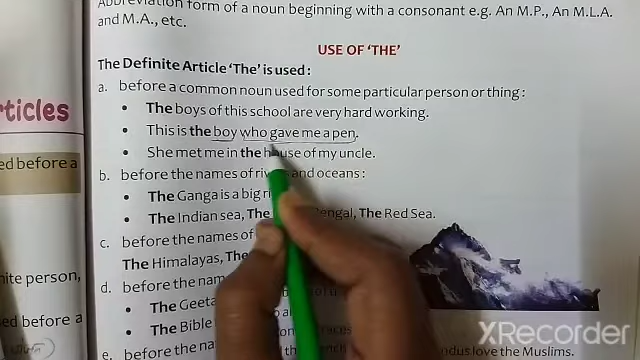 Abbreviation form of a noun beginning with a consonant e.g. An M.P., An M.L.A.
and M.A., etc.
USE OF 'THE'
The Definite Article 'The' is used :
a. before a common noun used for some particular person or thing :
• The boys of this school are very hard working.
• This is the boy who gave me a pen.
• She met me in the house of my uncle.
b. before the names of rivers and oceans :
• The Ganga is a big
• The Indian sea, The Bengal, The Red Sea.
c. before the names of
The Himalayas, The
d. before the
• The Geeta
• The Bible
e. before the love the Muslims.
rticles
ed before a
nite person,
ed before a
XRecorder